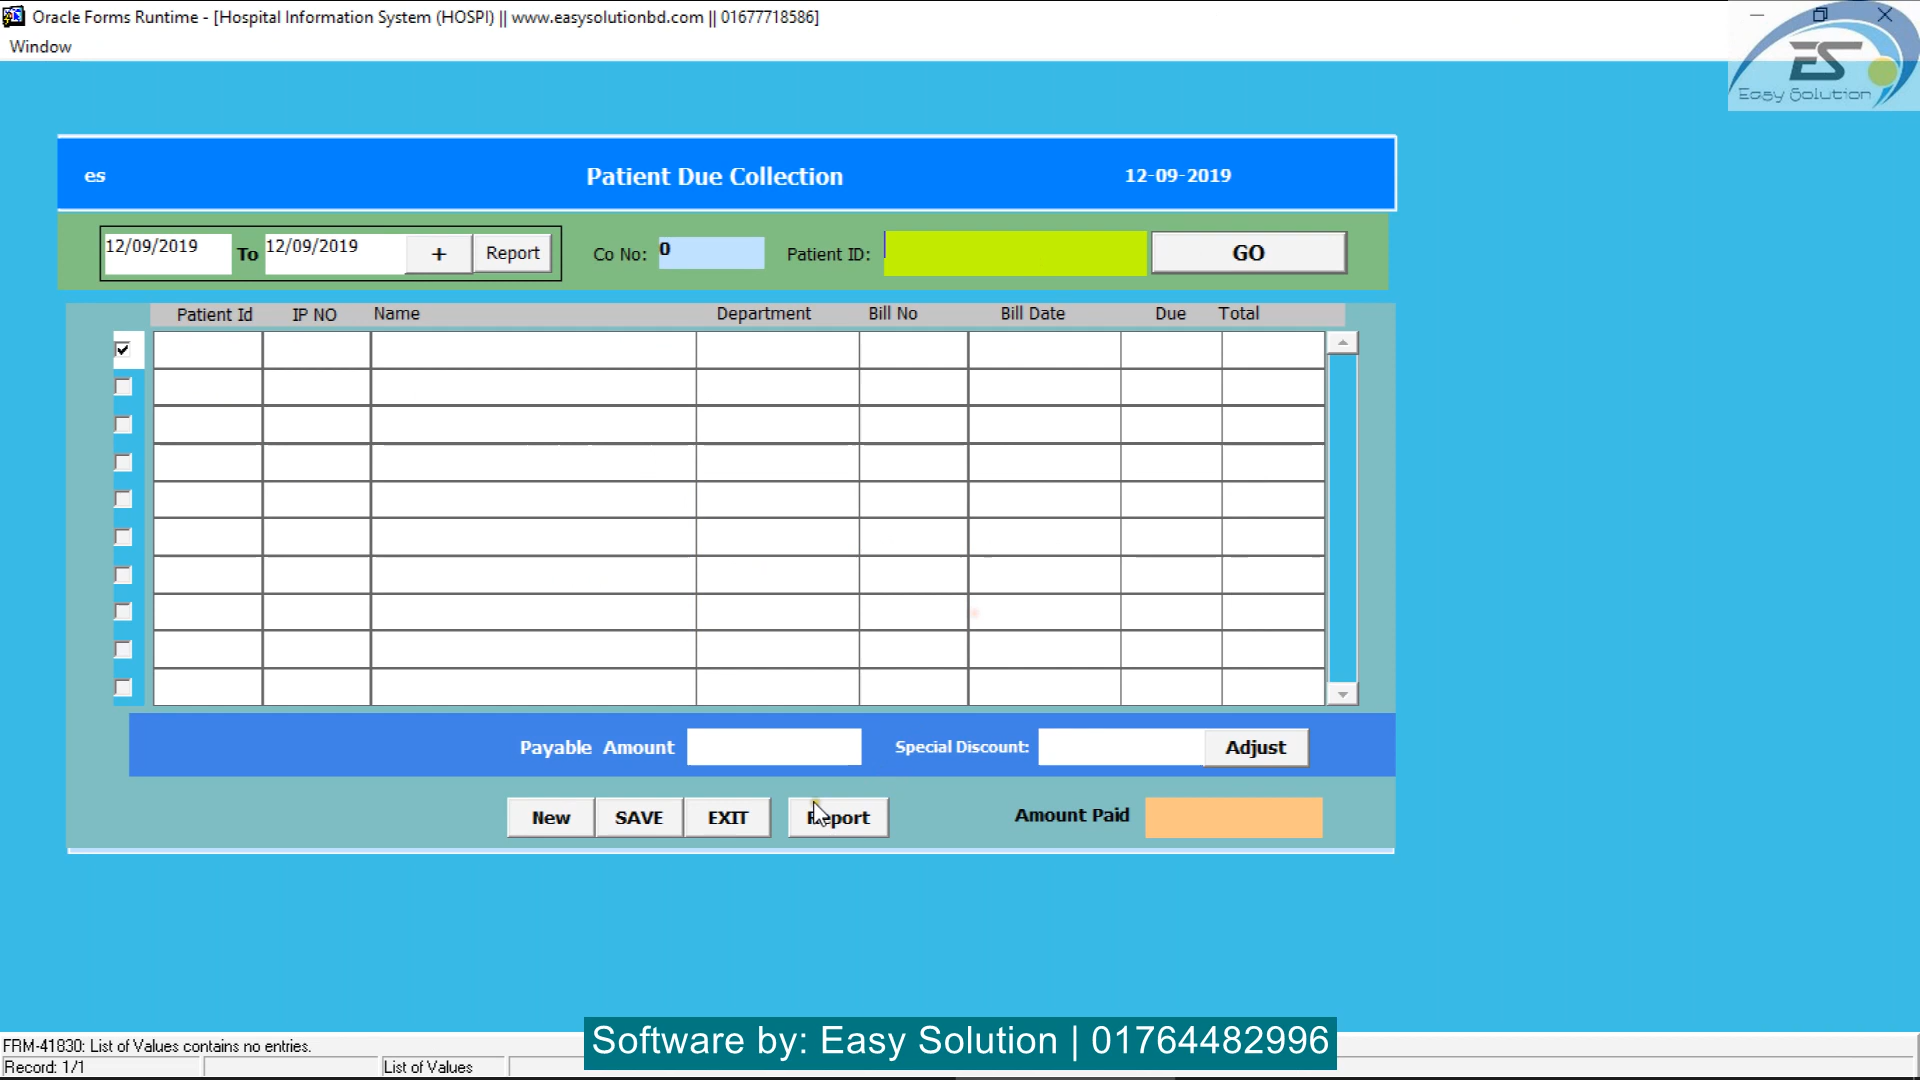 Oracle Forms Runtime - [Hospital Information System (HOSPI) || www.easysolutionbd.com || 01677718586]
Window
ES
Easy Solution
es Patient Due Collection 12-09-2019
12/09/2019 To 12/09/2019 + Report Co No: 0 Patient ID: GO
Patient Id IP NO Name Department Bill No Bill Date Due Total
Payable Amount Special Discount: Adjust
New SAVE EXIT Report Amount Paid
FRM-41830: List of Values contains no entries.
Record: 1/1 List of Values
Software by: Easy Solution | 01764482996